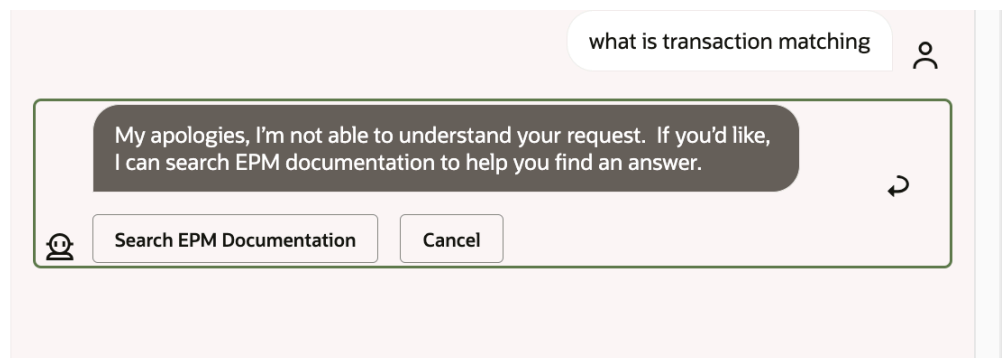 what is transaction matching
My apologies, I'm not able to understand your request.  If you'd like,
I can search EPM documentation to help you find an answer.
Search EPM Documentation
Cancel